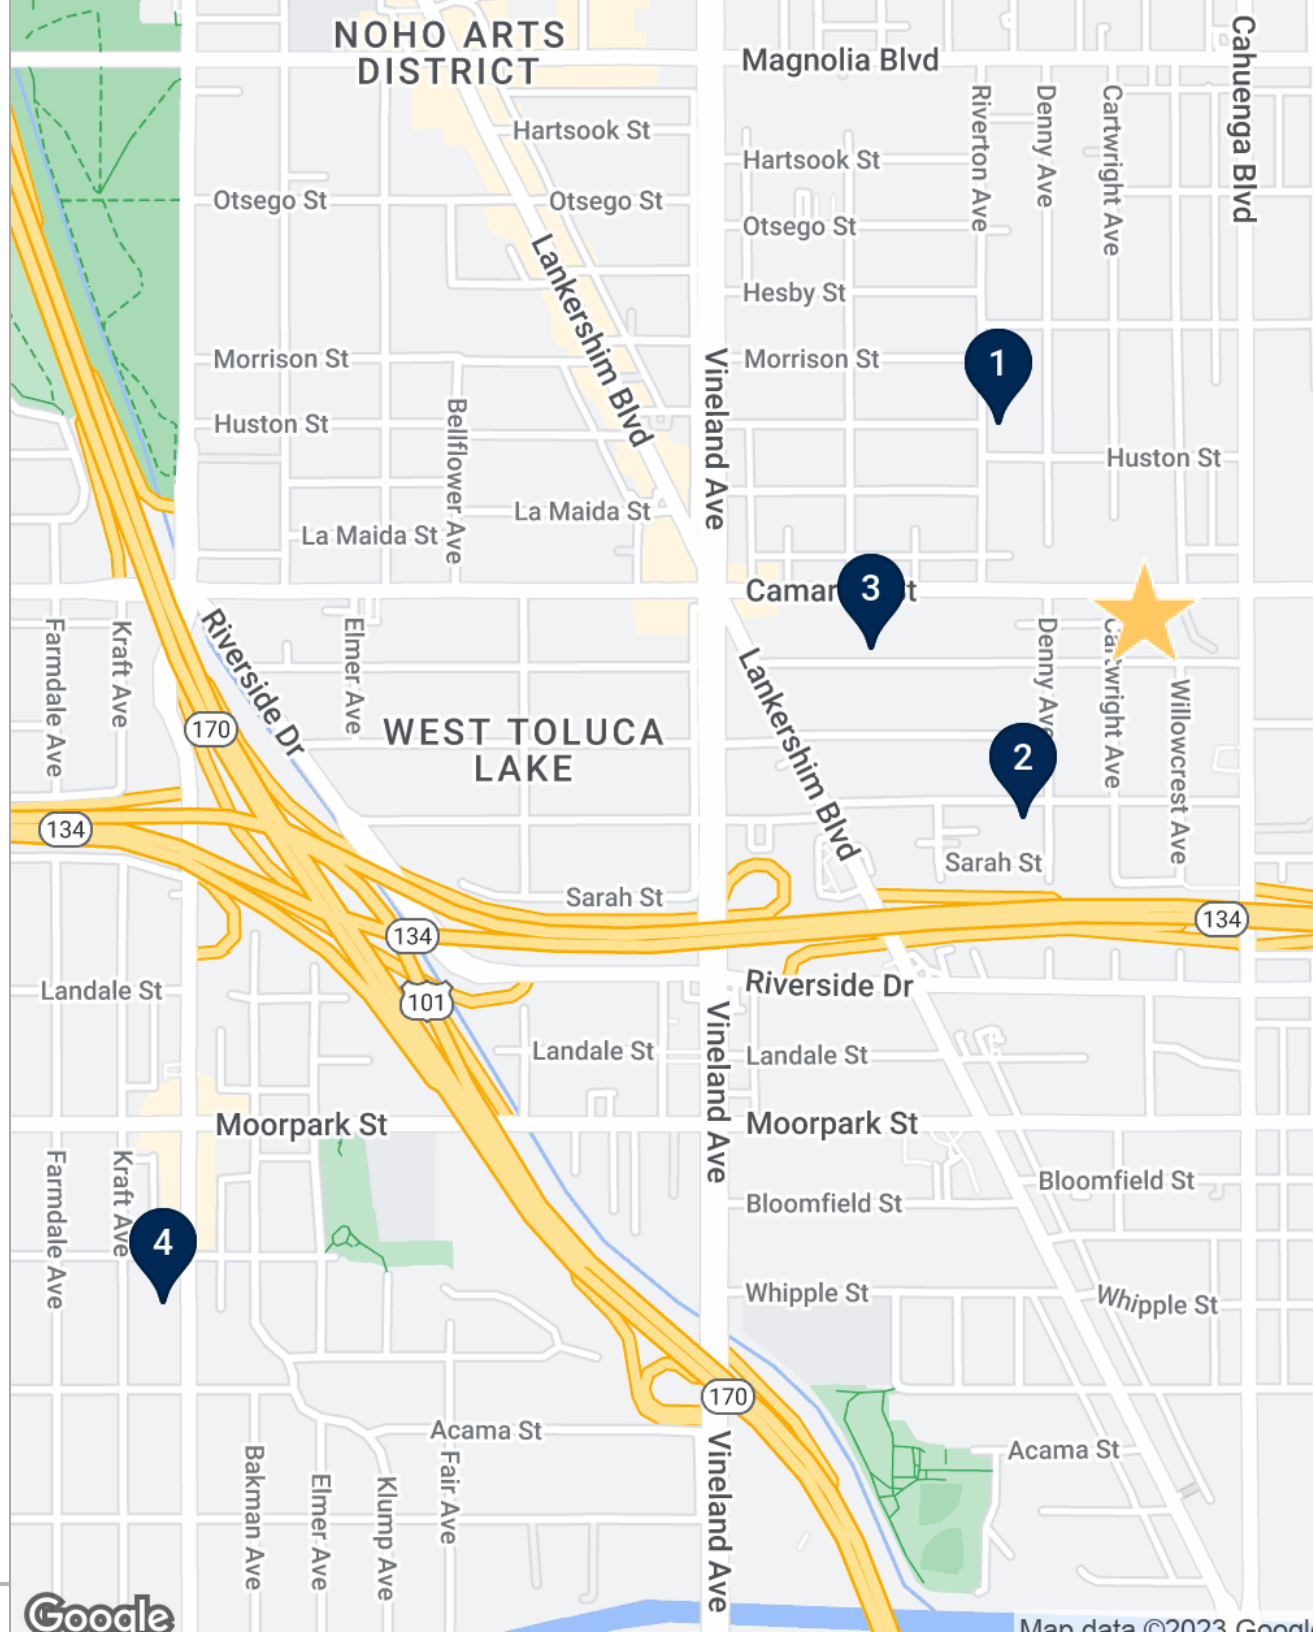 NOHO ARTS
DISTRICT
Magnolia Blvd
Cahuenga Blvd
Hartsook St
Riverton Ave
Denny Ave
Cartwright Ave
Hartsook St
Otsego St
Otsego St
Otsego St
Lankershim Blvd
Hesby St
Morrison St
Vineland Ave
Morrison St
1
Huston St
Bellflower Ave
Huston St
La Maida St
La Maida St
3
Riverside Dr
Farmdale Ave
Kraft Ave
Elmer Ave
Denny Ave
Cartwright Ave
Lankershim Blvd
Willowcrest Ave
170
WEST TOLUCA
LAKE
2
134
Sarah St
Sarah St
134
134
Landale St
101
Riverside Dr
Vineland Ave
Landale St
Landale St
Moorpark St
Moorpark St
Farmdale Ave
Kraft Ave
Bloomfield St
Bloomfield St
4
Whipple St
Whipple St
170
Acama St
Vineland Ave
Acama St
Bakman Ave
Elmer Ave
Klump Ave
Fair Ave
Google
Map data ©2023 Google